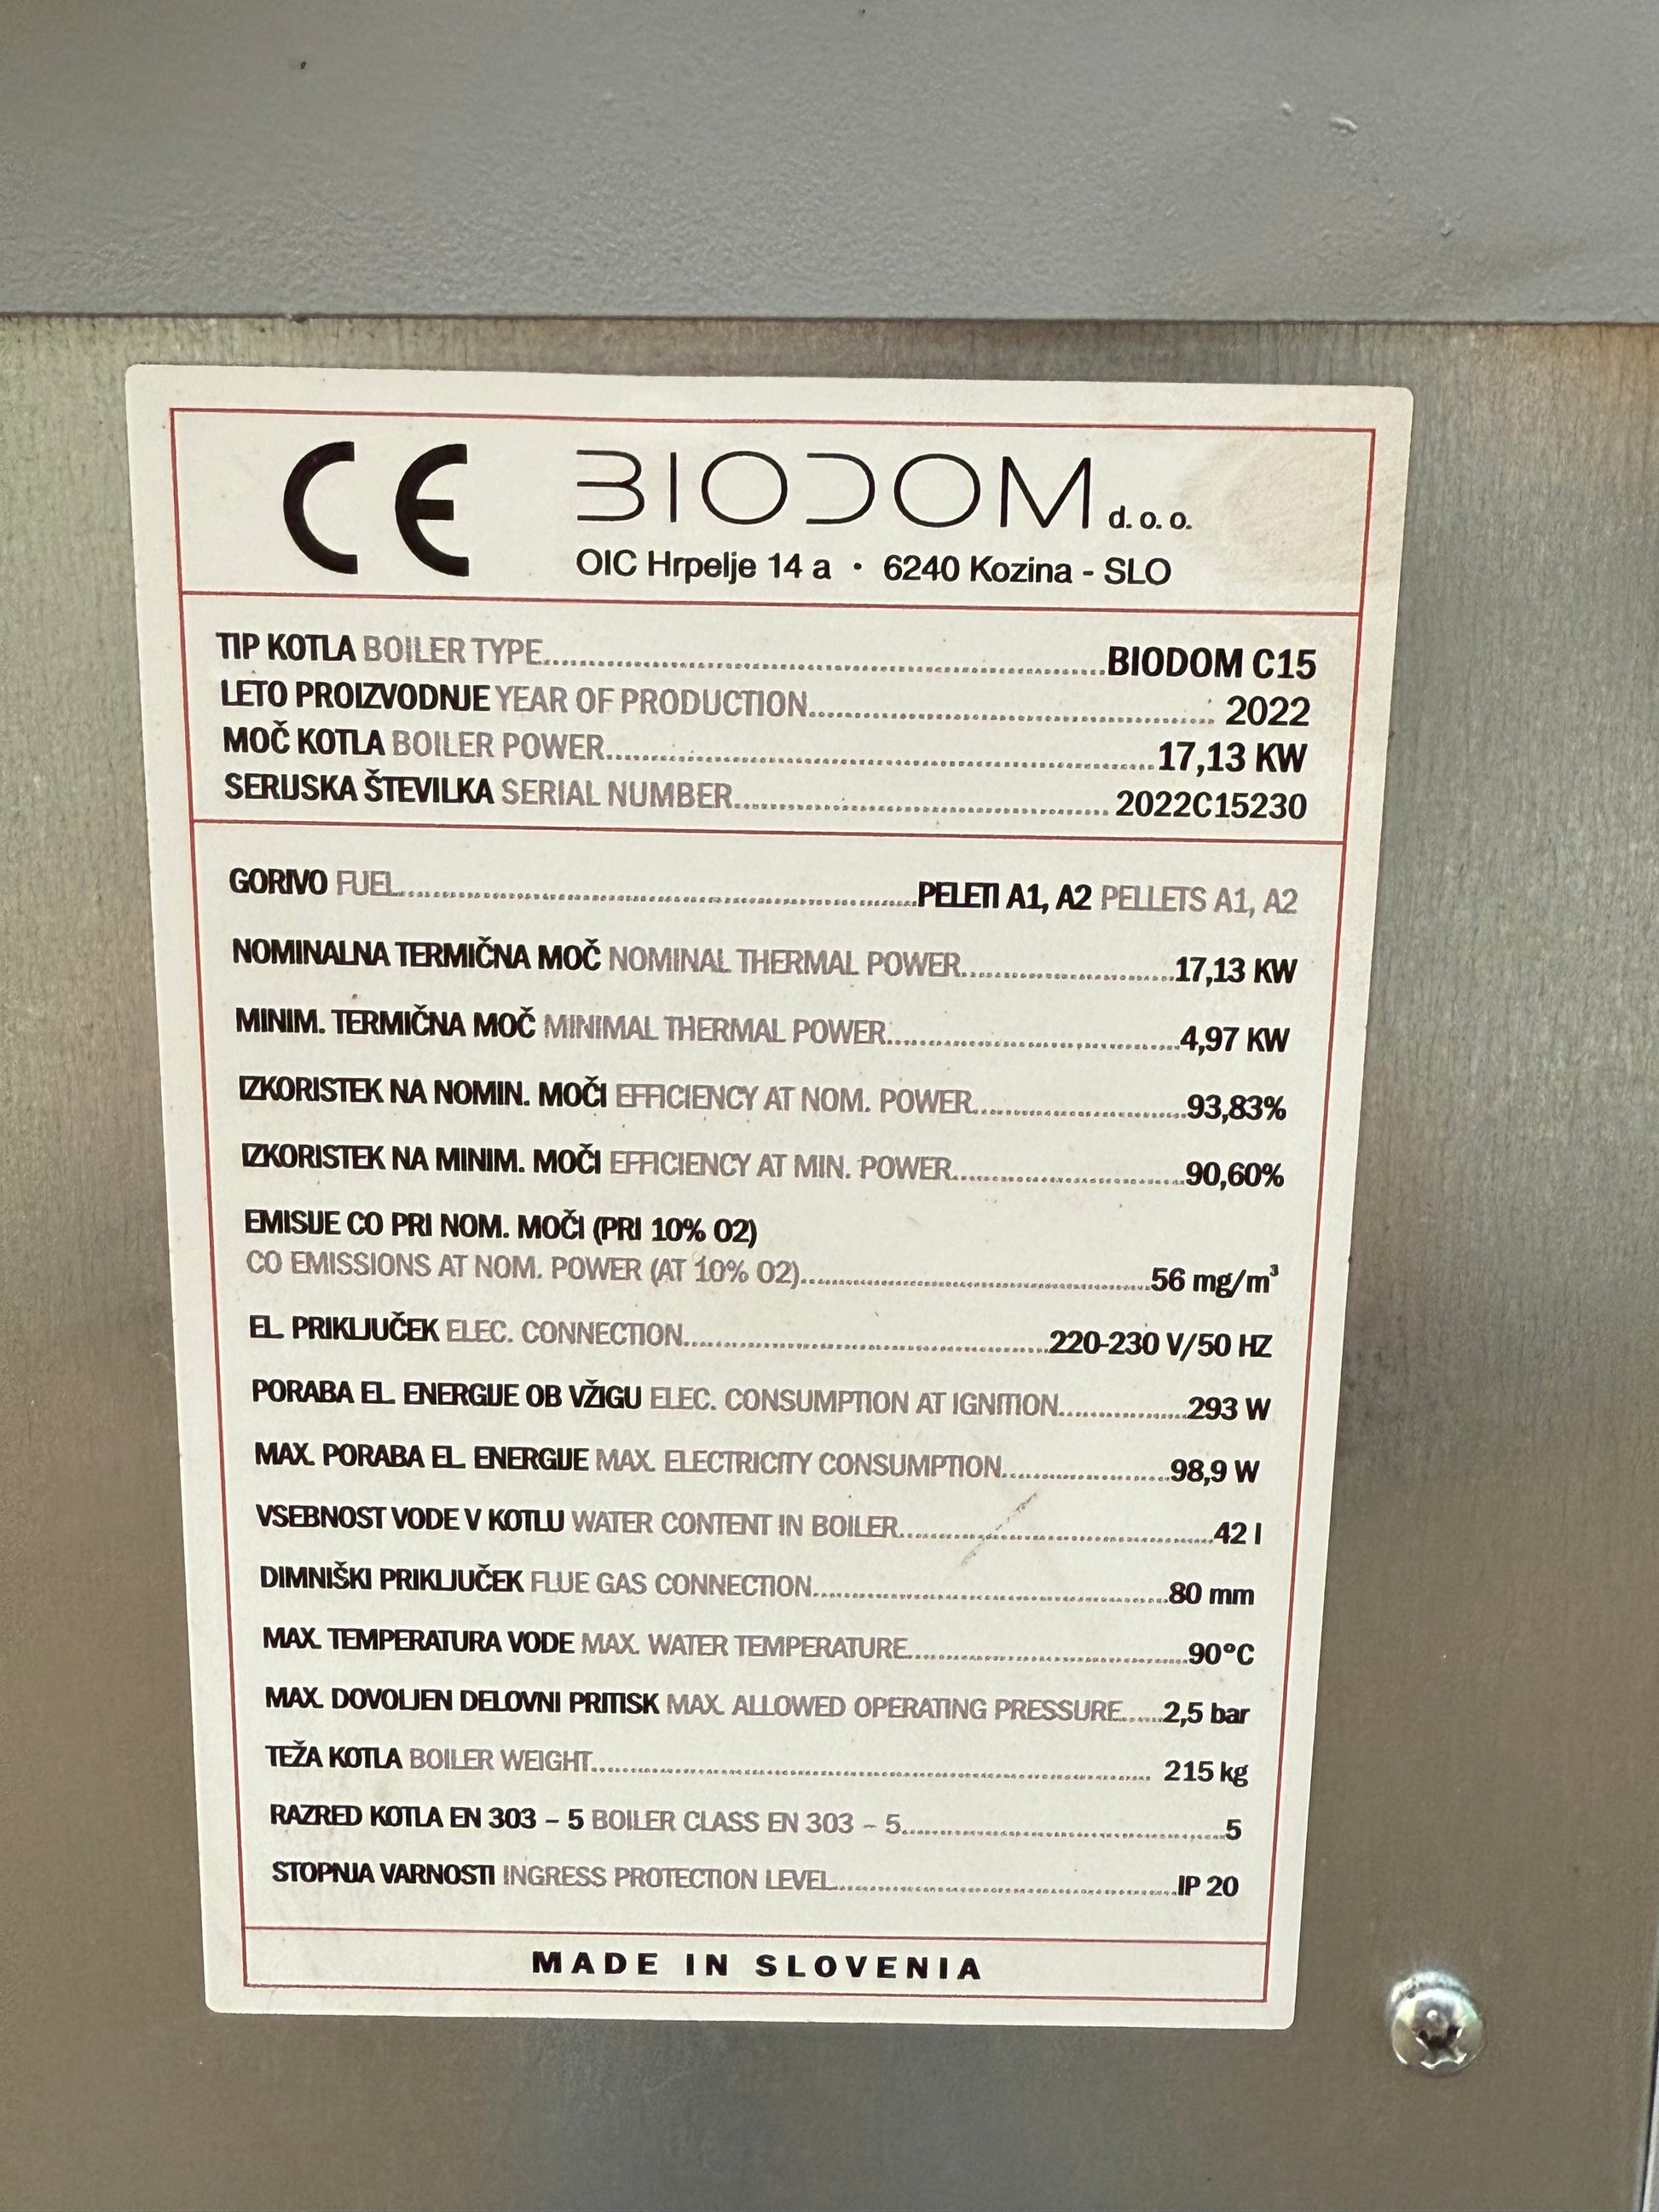 CE BIODOM d.o.o.
OIC Hrpelje 14 a • 6240 Kozina - SLO
TIP KOTLA BOILER TYPE....................BIODOM C15
LETO PROIZVODNJE YEAR OF PRODUCTION.................... 2022
MOČ KOTLA BOILER POWER....................17,13 KW
SERIJSKA ŠTEVILKA SERIAL NUMBER.................... 2022C15230
GORIVO FUEL....................PELETI A1, A2 PELLETS A1, A2
NOMINALNA TERMIČNA MOČ NOMINAL THERMAL POWER....................17,13 KW
MINIM. TERMIČNA MOČ MINIMAL THERMAL POWER....................4,97 KW
IZKORISTEK NA NOMIN. MOČI EFFICIENCY AT NOM. POWER....................93,83%
IZKORISTEK NA MINIM. MOČI EFFICIENCY AT MIN. POWER....................90,60%
EMISIJE CO PRI NOM. MOČI (PRI 10% O2)
CO EMISSIONS AT NOM. POWER (AT 10% O2)....................56 mg/m³
EL. PRIKLJUČEK ELEC. CONNECTION....................220-230 V/50 HZ
PORABA EL. ENERGIJE OB VŽIGU ELEC. CONSUMPTION AT IGNITION....................293 W
MAX. PORABA EL. ENERGIJE MAX. ELECTRICITY CONSUMPTION....................98,9 W
VSEBNOST VODE V KOTLU WATER CONTENT IN BOILER....................42 l
DIMNIŠKI PRIKLJUČEK FLUE GAS CONNECTION....................80 mm
MAX. TEMPERATURA VODE MAX. WATER TEMPERATURE....................90°C
MAX. DOVOLJEN DELOVNI PRITISK MAX. ALLOWED OPERATING PRESSURE......2,5 bar
TEŽA KOTLA BOILER WEIGHT.................... 215 kg
RAZRED KOTLA EN 303 – 5 BOILER CLASS EN 303 – 5....................5
STOPNJA VARNOSTI INGRESS PROTECTION LEVEL....................IP 20
MADE IN SLOVENIA